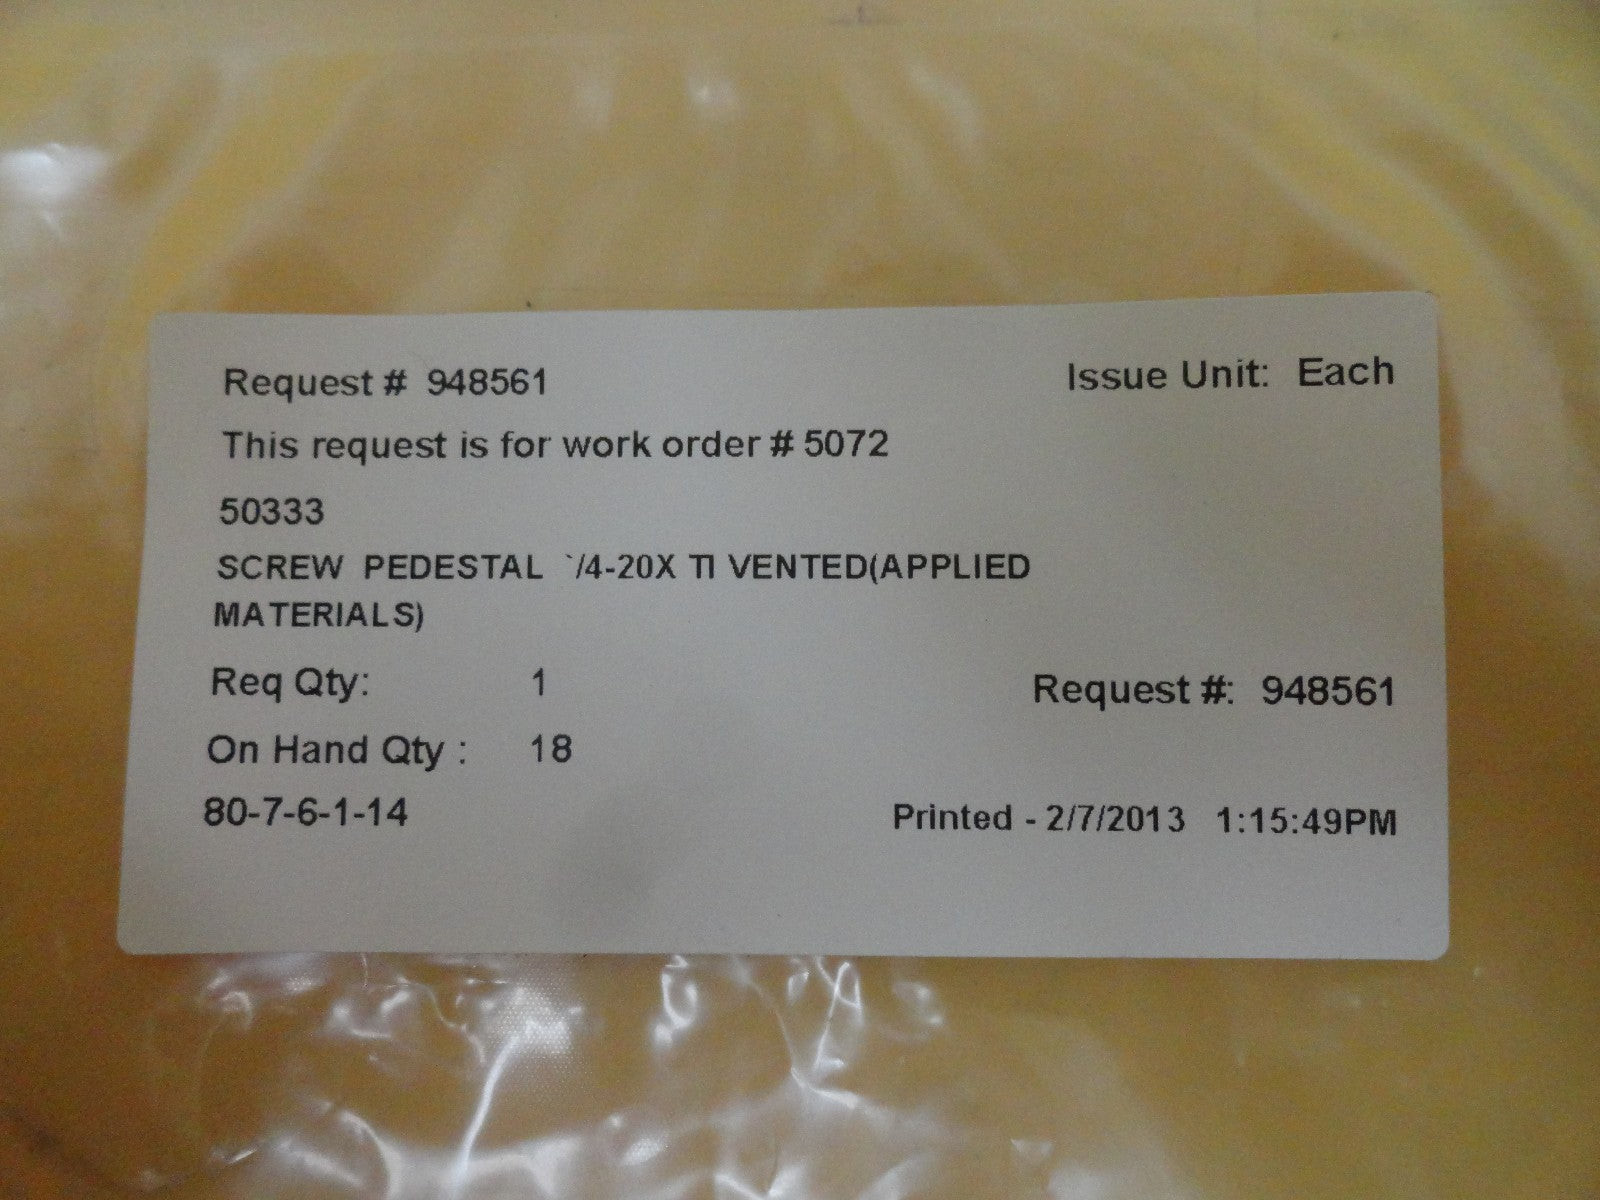 Request # 948561 Issue Unit: Each
This request is for work order # 5072
50333
SCREW PEDESTAL `/4-20X TI VENTED(APPLIED
MATERIALS)
Req Qty: 1 Request #: 948561
On Hand Qty : 18
80-7-6-1-14 Printed - 2/7/2013 1:15:49PM